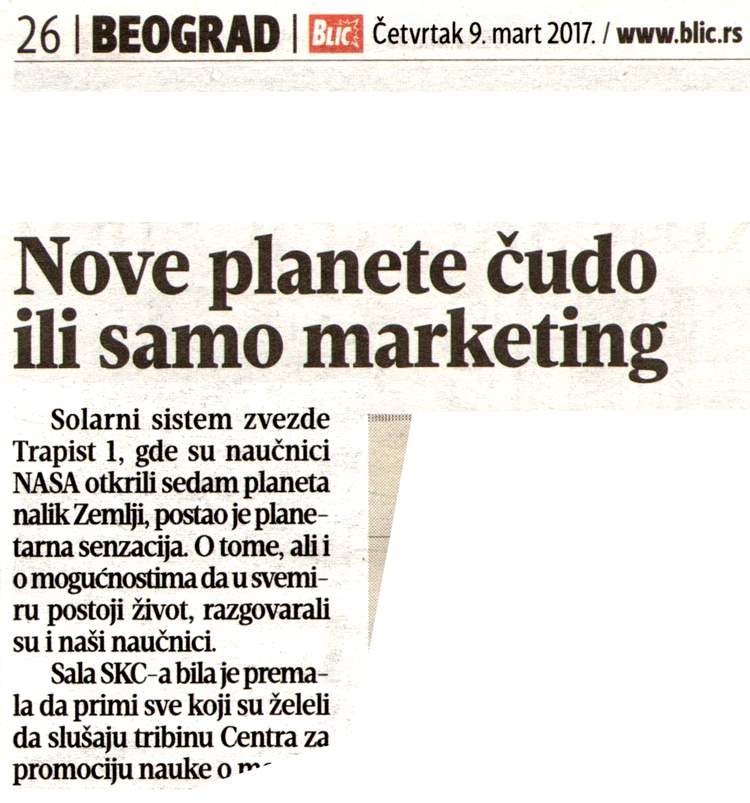 26 | BEOGRAD | BLIC Četvrtak 9. mart 2017. / www.blic.rs
Nove planete čudo
ili samo marketing
Solarni sistem zvezde
Trapist 1, gde su naučnici
NASA otkrili sedam planeta
nalik Zemlji, postao je plane-
tarna senzacija. O tome, ali i
o mogućnostima da u svemi-
ru postoji život, razgovarali
su i naši naučnici.
Sala SKC-a bila je prema-
la da primi sve koji su želeli
da slušaju tribinu Centra za
promociju nauke o